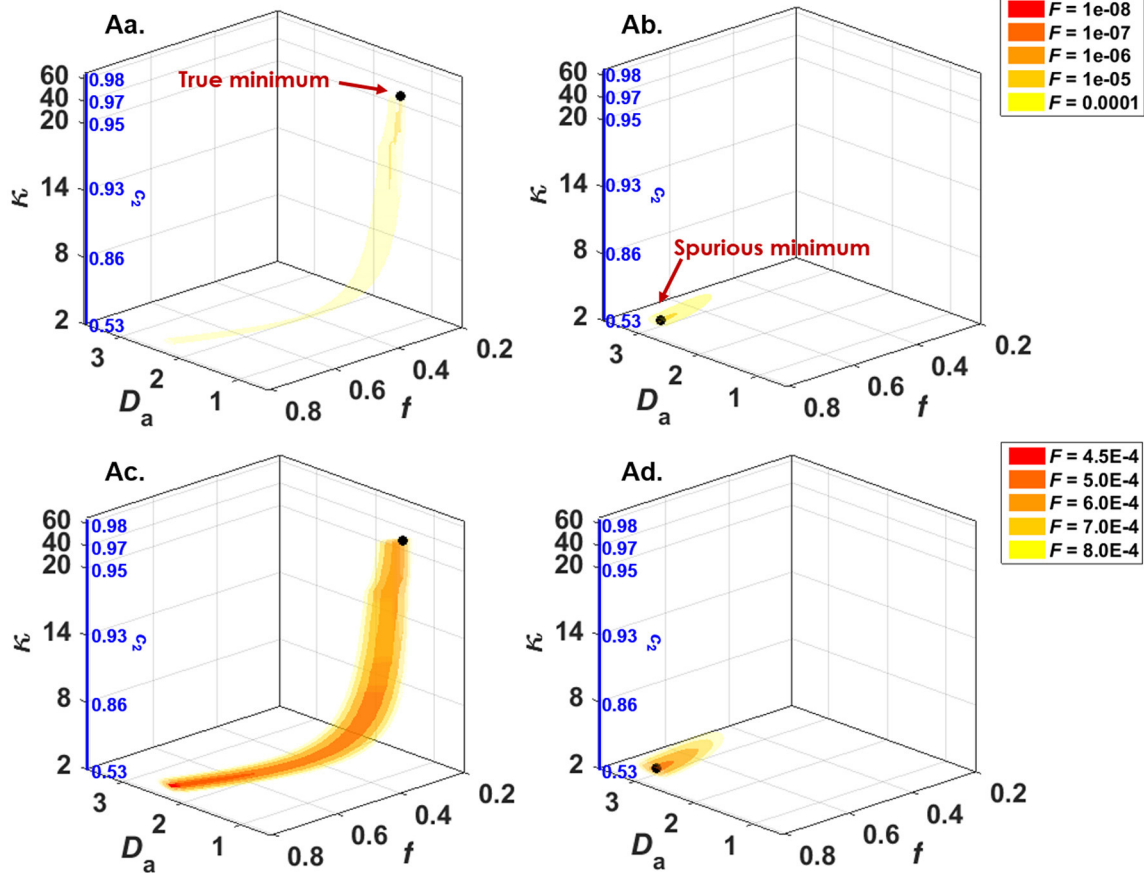 Aa.
True minimum
60
40
20
14
8
2
κ
0.98
0.97
0.95
0.93
0.86
0.53
c2
3
2
1
Da
0.8
0.6
0.4
0.2
f
Ab.
Spurious minimum
60
40
20
14
8
2
κ
0.98
0.97
0.95
0.93
0.86
0.53
c2
3
2
1
Da
0.8
0.6
0.4
0.2
f
F = 1e-08
F = 1e-07
F = 1e-06
F = 1e-05
F = 0.0001
Ac.
60
40
20
14
8
2
κ
0.98
0.97
0.95
0.93
0.86
0.53
c2
3
2
1
Da
0.8
0.6
0.4
0.2
f
Ad.
60
40
20
14
8
2
κ
0.98
0.97
0.95
0.93
0.86
0.53
c2
3
2
1
Da
0.8
0.6
0.4
0.2
f
F = 4.5E-4
F = 5.0E-4
F = 6.0E-4
F = 7.0E-4
F = 8.0E-4